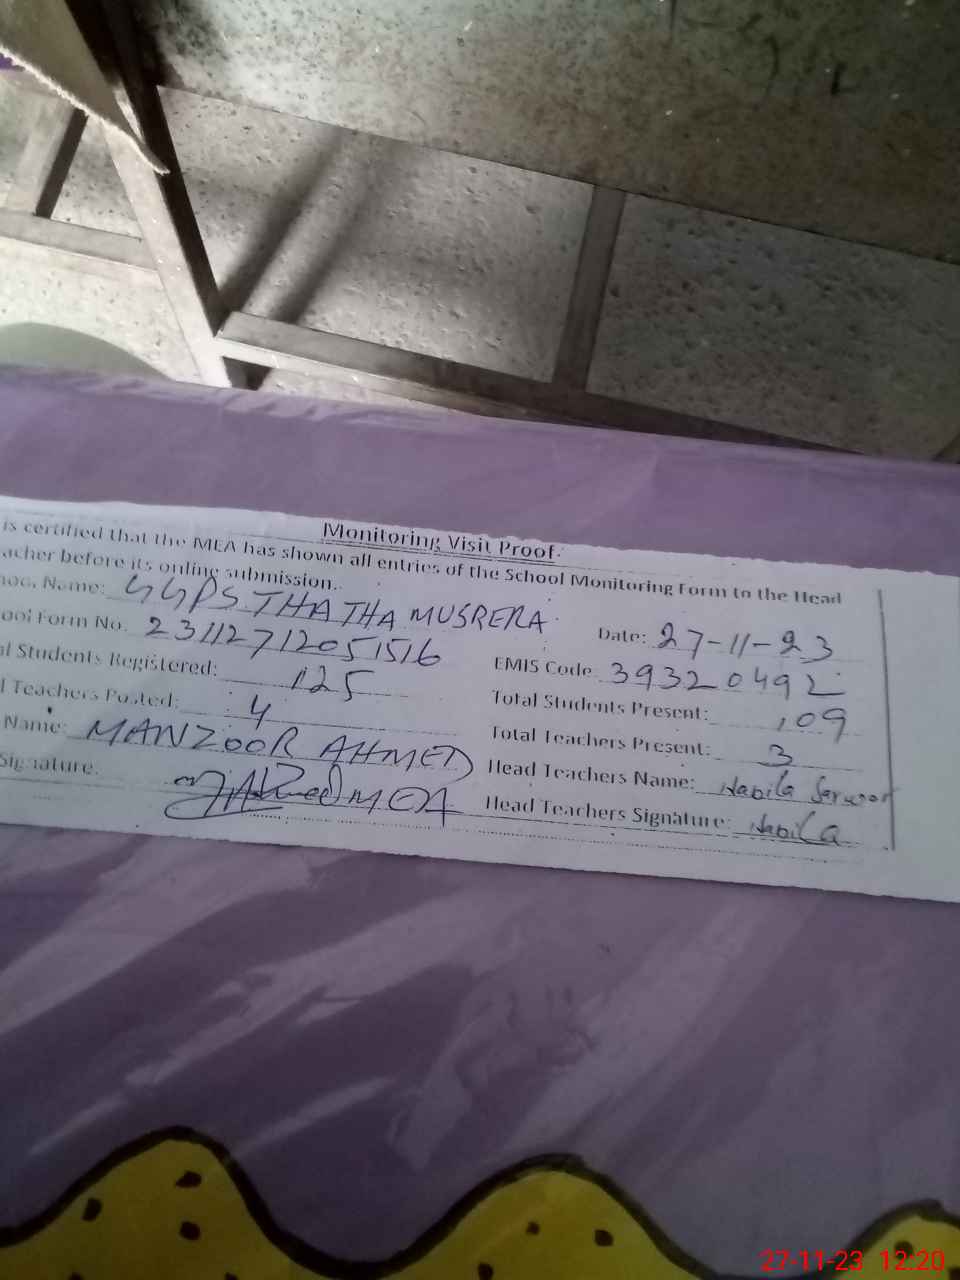 Monitoring Visit Proof.
is certified that the MEA has shown all entries of the School Monitoring Form to the Head
acher before its online submission.
hool Name: GGPS THATHA MUSRERA Date: 27-11-23
ool Form No. 23112712051516 EMIS Code: 39320492
al Students Registered: 125 Total Students Present: 109
l Teachers Posted: 4 Total Teachers Present: 3
Name: MANZOOR AHMED Head Teachers Name: Nabila Sarwar
Signature. MEA Head Teachers Signature: Nabila
27-11-23 12:20